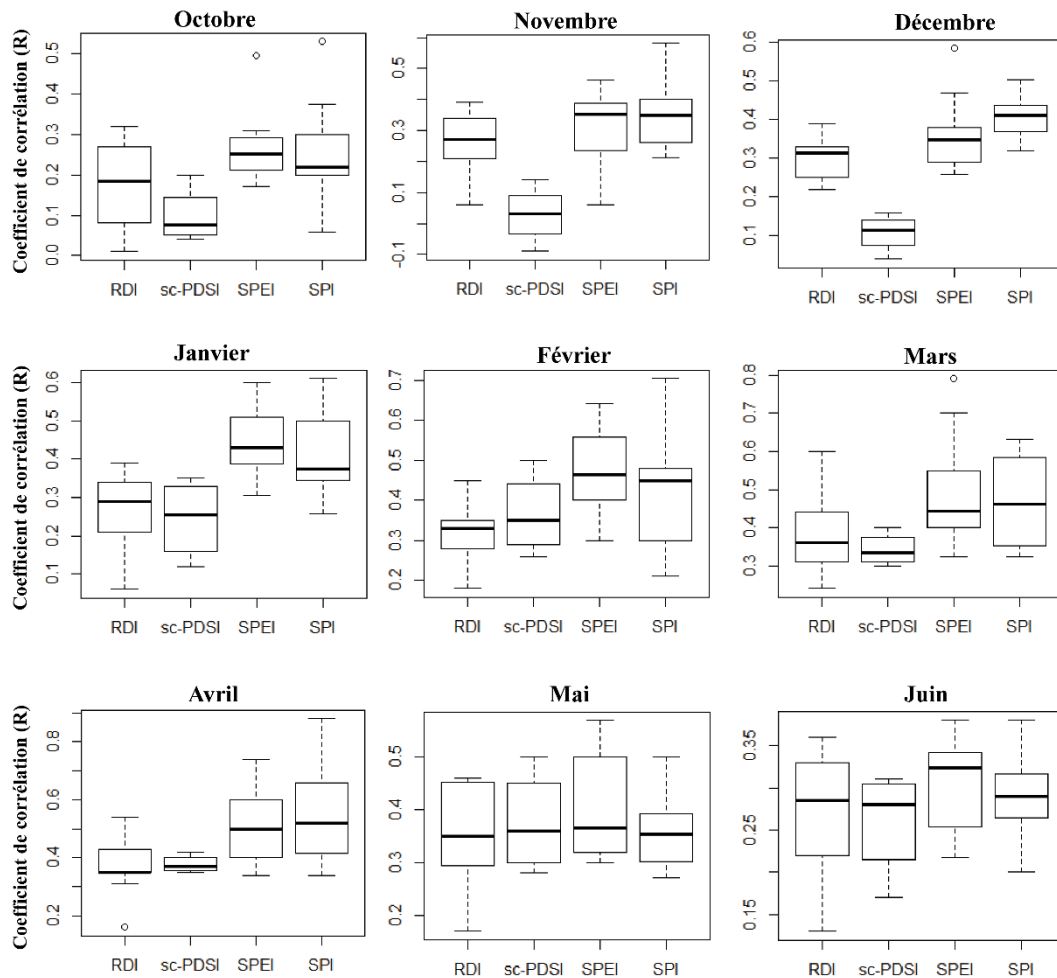 Octobre
Novembre
Décembre
Coefficient de corrélation (R)
0.5
0.4
0.3
0.2
0.1
0.0
RDI sc-PDSI SPEI SPI
0.5
0.3
0.1
-0.1
RDI sc-PDSI SPEI SPI
0.6
0.5
0.4
0.3
0.2
0.1
RDI sc-PDSI SPEI SPI
Janvier
Février
Mars
Coefficient de corrélation (R)
0.6
0.5
0.4
0.3
0.2
0.1
RDI sc-PDSI SPEI SPI
0.7
0.6
0.5
0.4
0.3
0.2
RDI sc-PDSI SPEI SPI
0.8
0.7
0.6
0.5
0.4
0.3
RDI sc-PDSI SPEI SPI
Avril
Mai
Juin
Coefficient de corrélation (R)
0.8
0.6
0.4
0.2
RDI sc-PDSI SPEI SPI
0.5
0.4
0.3
0.2
RDI sc-PDSI SPEI SPI
0.35
0.25
0.15
RDI sc-PDSI SPEI SPI